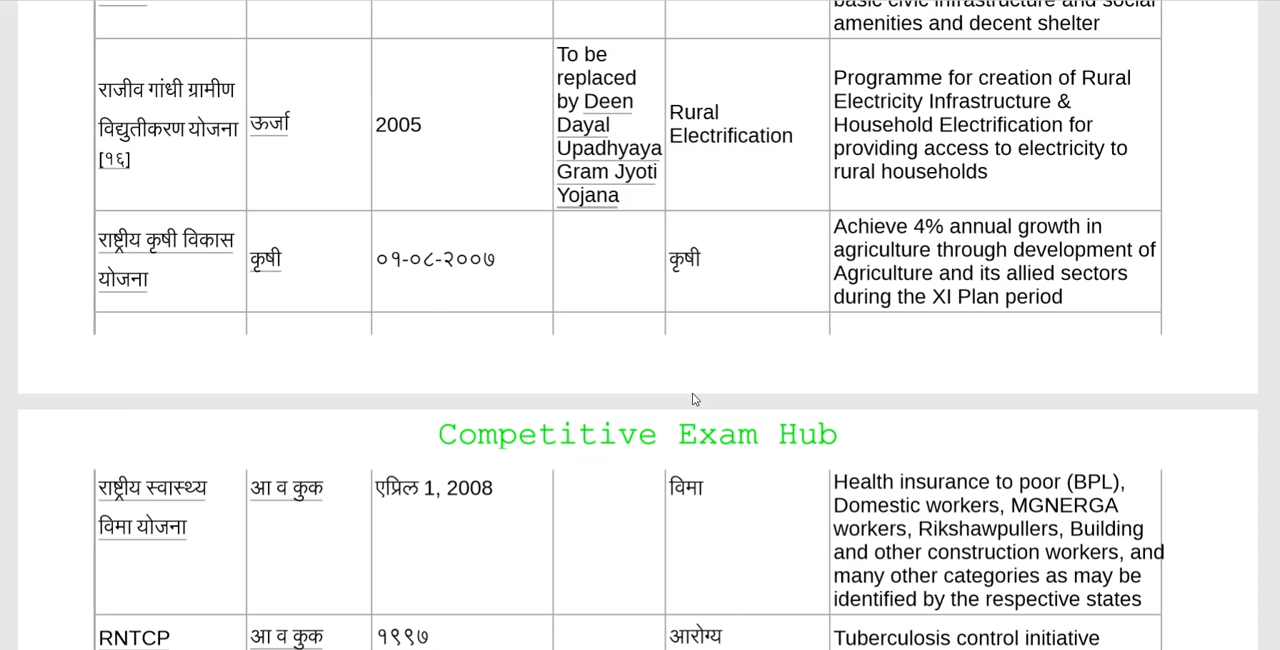 basic civic infrastructure and social
amenities and decent shelter
राजीव गांधी ग्रामीण
विद्युतीकरण योजना
[१६]
ऊर्जा
2005
To be
replaced
by Deen
Dayal
Upadhyaya
Gram Jyoti
Yojana
Rural
Electrification
Programme for creation of Rural
Electricity Infrastructure &
Household Electrification for
providing access to electricity to
rural households
राष्ट्रीय कृषी विकास
योजना
कृषी
०१-०८-२००७
कृषी
Achieve 4% annual growth in
agriculture through development of
Agriculture and its allied sectors
during the XI Plan period
Competitive Exam Hub
राष्ट्रीय स्वास्थ्य
विमा योजना
आ व कुक
एप्रिल 1, 2008
विमा
Health insurance to poor (BPL),
Domestic workers, MGNERGA
workers, Rikshawpullers, Building
and other construction workers, and
many other categories as may be
identified by the respective states
RNTCP
आ व कुक
१९९७
आरोग्य
Tuberculosis control initiative